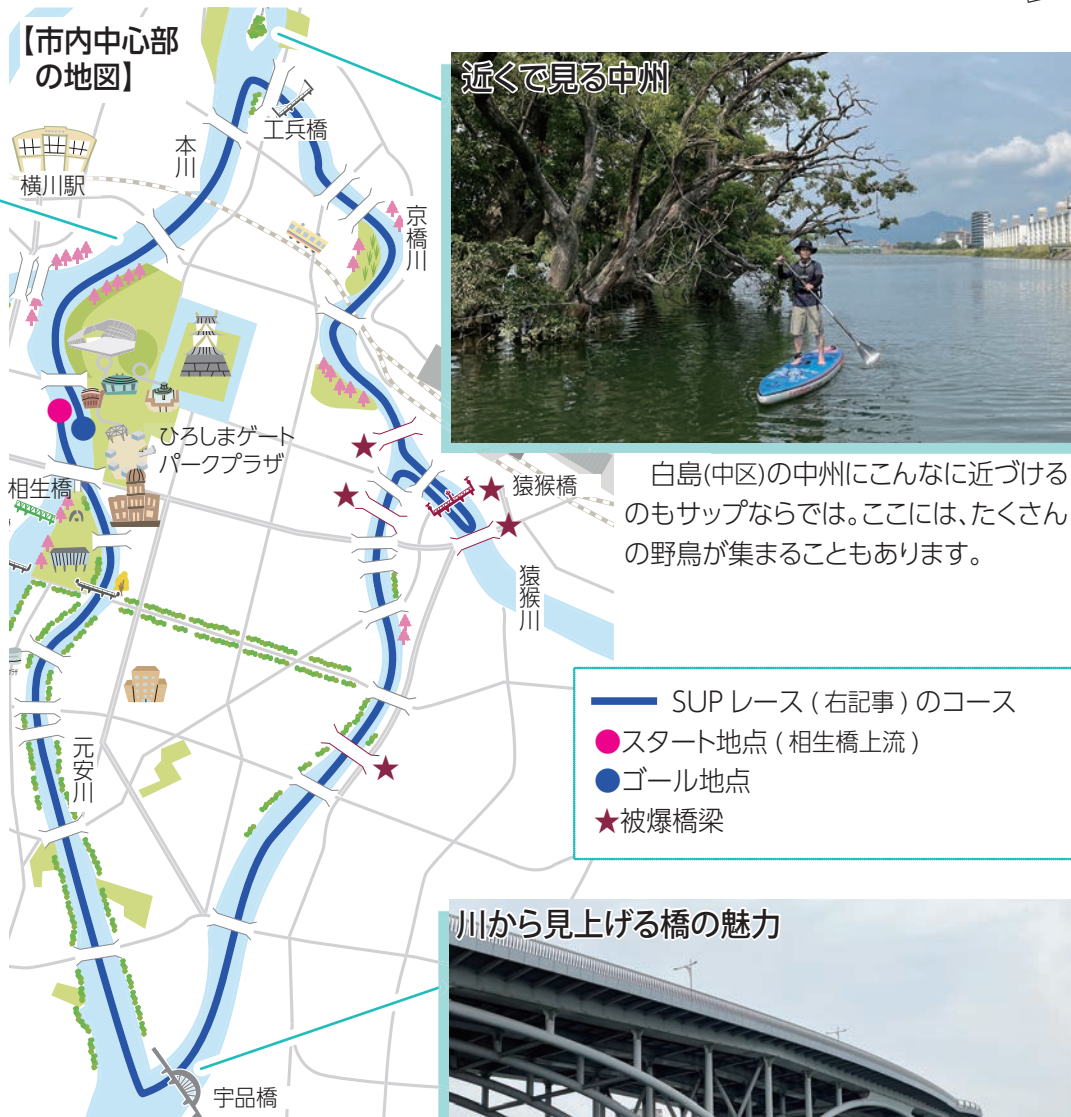 【市内中心部
の地図】
工兵橋
本川
横川駅
京橋川
ひろしまゲート
パークプラザ
相生橋
猿猴橋
猿猴川
元安川
宇品橋
近くで見る中州
白島(中区)の中州にこんなに近づける
のもサップならでは。ここには、たくさん
の野鳥が集まることもあります。
SUP レース ( 右記事 ) のコース
●スタート地点 ( 相生橋上流 )
●ゴール地点
★被爆橋梁
川から見上げる橋の魅力